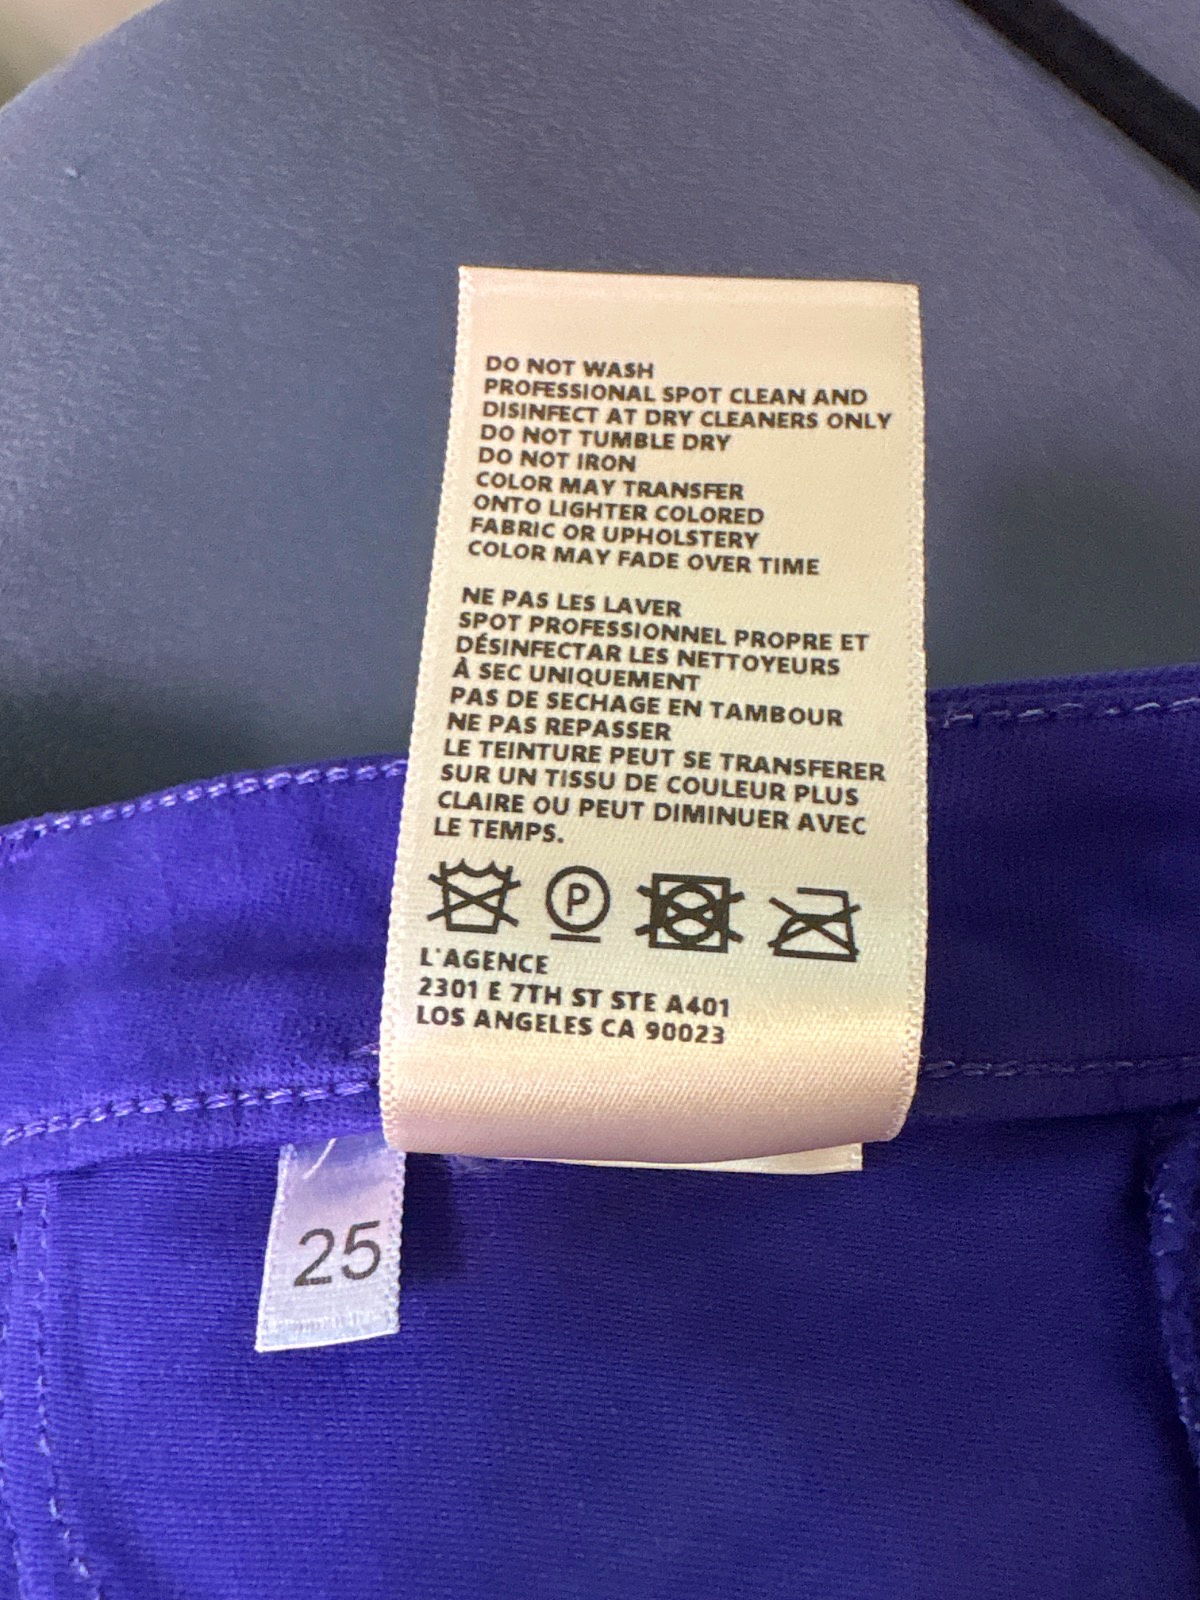 DO NOT WASH
PROFESSIONAL SPOT CLEAN AND
DISINFECT AT DRY CLEANERS ONLY
DO NOT TUMBLE DRY
DO NOT IRON
COLOR MAY TRANSFER
ONTO LIGHTER COLORED
FABRIC OR UPHOLSTERY
COLOR MAY FADE OVER TIME
NE PAS LES LAVER
SPOT PROFESSIONNEL PROPRE ET
DÉSINFECTAR LES NETTOYEURS
À SEC UNIQUEMENT
PAS DE SECHAGE EN TAMBOUR
NE PAS REPASSER
LE TEINTURE PEUT SE TRANSFERER
SUR UN TISSU DE COULEUR PLUS
CLAIRE OU PEUT DIMINUER AVEC
LE TEMPS.
P
L'AGENCE
2301 E 7TH ST STE A401
LOS ANGELES CA 90023
25